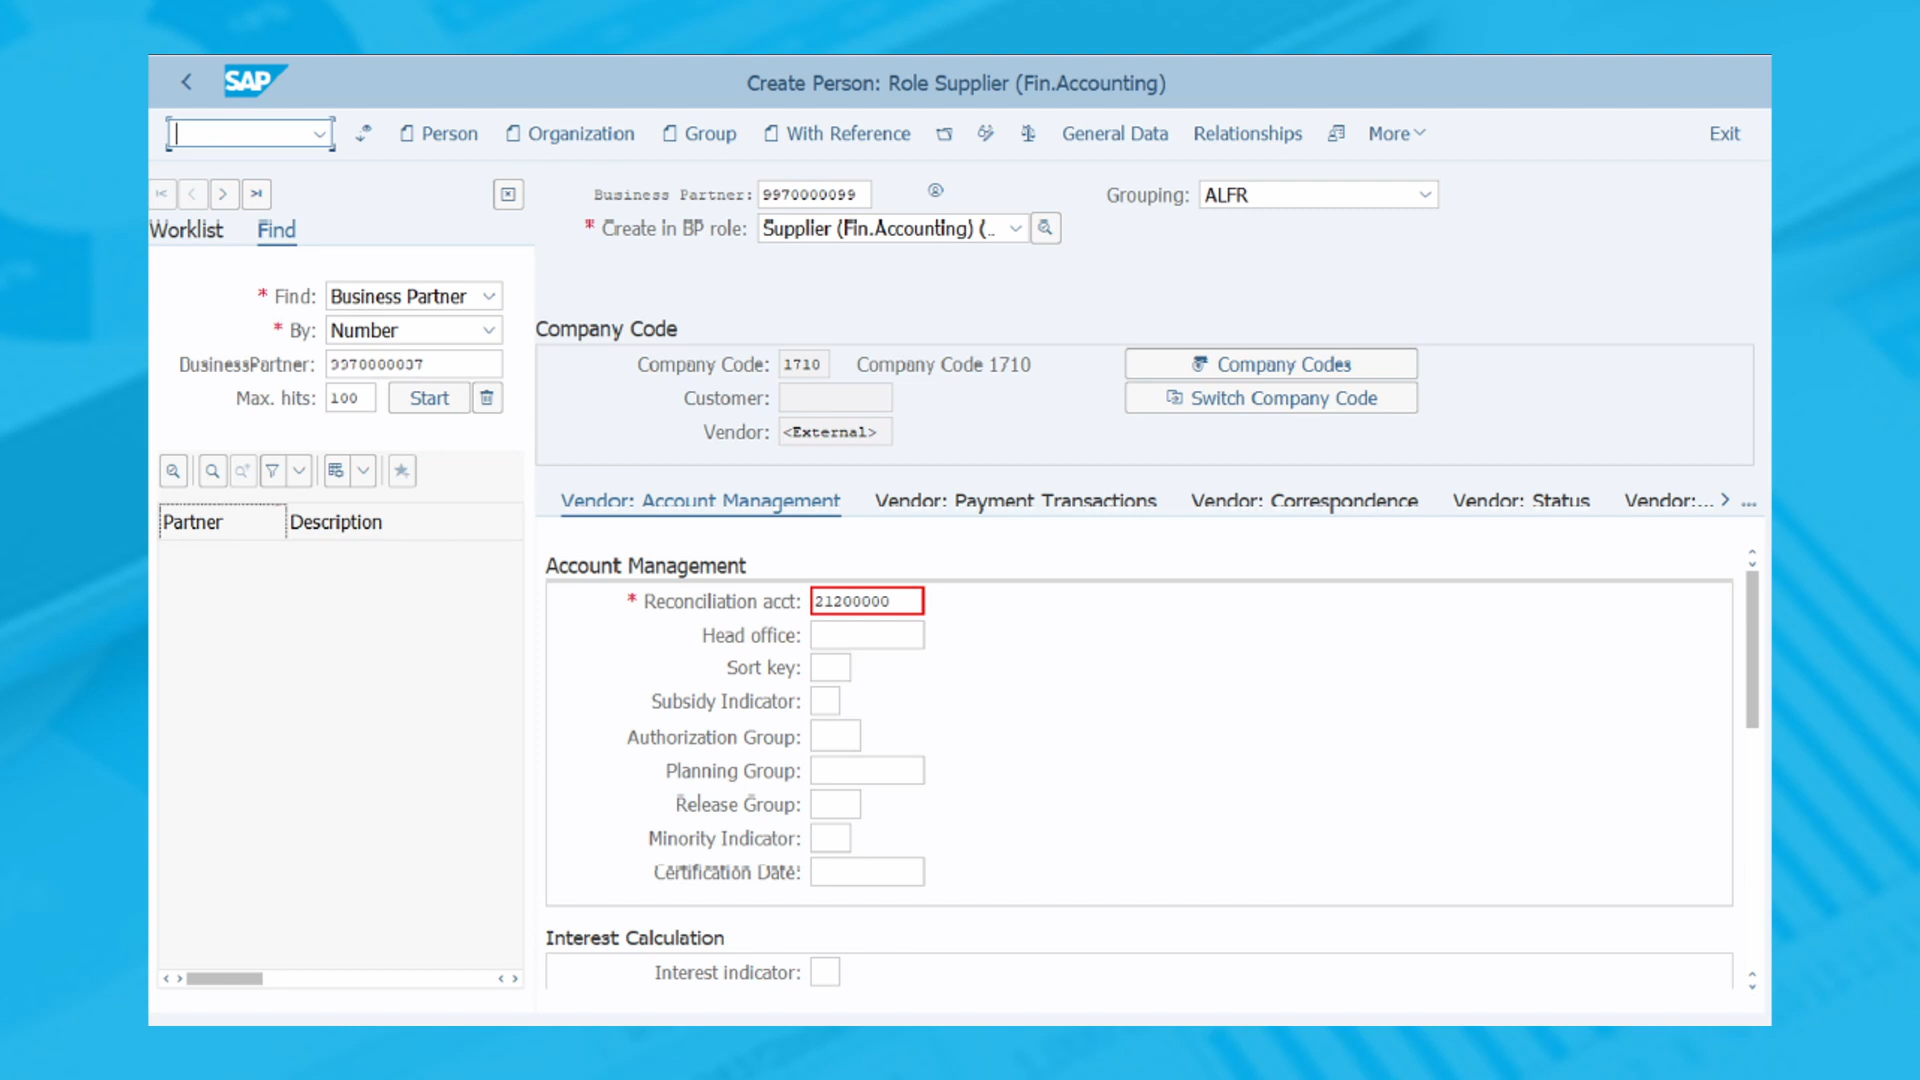 SAP
Create Person: Role Supplier (Fin.Accounting)
Person Organization Group With Reference General Data Relationships More Exit
Worklist Find
Business Partner: 9970000099
Grouping: ALFR
* Create in BP role: Supplier (Fin.Accounting) (..
* Find: Business Partner
* By: Number
BusinessPartner: 9970000037
Max. hits: 100 Start
Partner Description
Company Code
Company Code: 1710 Company Code 1710
Company Codes
Customer:
Switch Company Code
Vendor: <External>
Vendor: Account Management Vendor: Payment Transactions Vendor: Correspondence Vendor: Status Vendor:... ...
Account Management
* Reconciliation acct: 21200000
Head office:
Sort key:
Subsidy Indicator:
Authorization Group:
Planning Group:
Release Group:
Minority Indicator:
Certification Date:
Interest Calculation
Interest indicator: